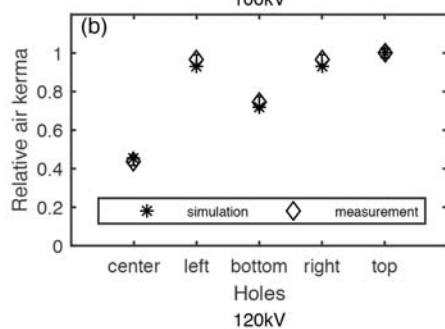 100kV
(b)
Relative air kerma
1
0.8
0.6
0.4
0.2
0
simulation measurement
center left bottom right top
Holes
120kV